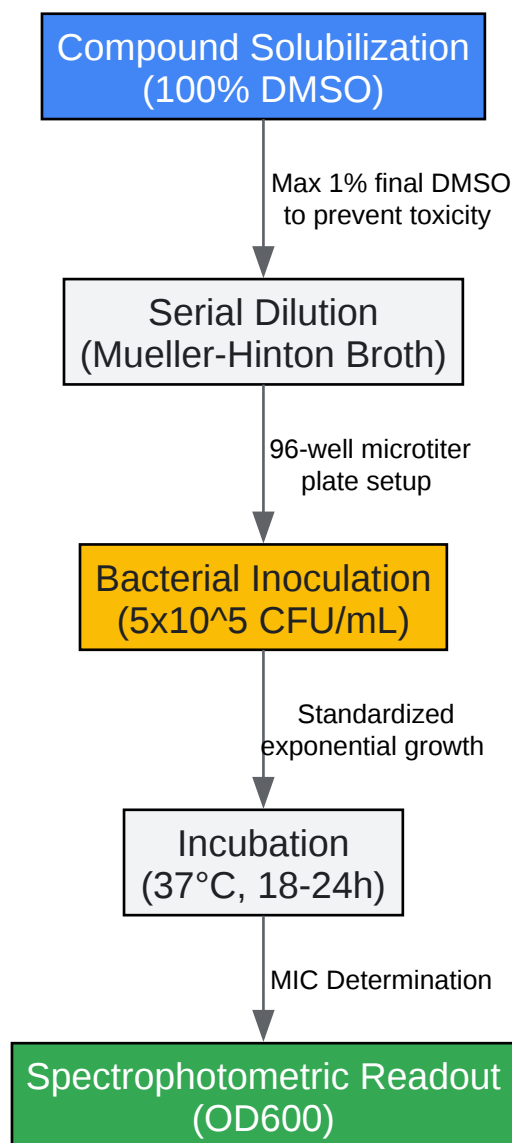 Compound Solubilization
(100% DMSO)
Max 1% final DMSO
to prevent toxicity
Serial Dilution
(Mueller-Hinton Broth)
96-well microtiter
plate setup
Bacterial Inoculation
(5x10^5 CFU/mL)
Standardized
exponential growth
Incubation
(37°C, 18-24h)
MIC Determination
Spectrophotometric Readout
(OD600)